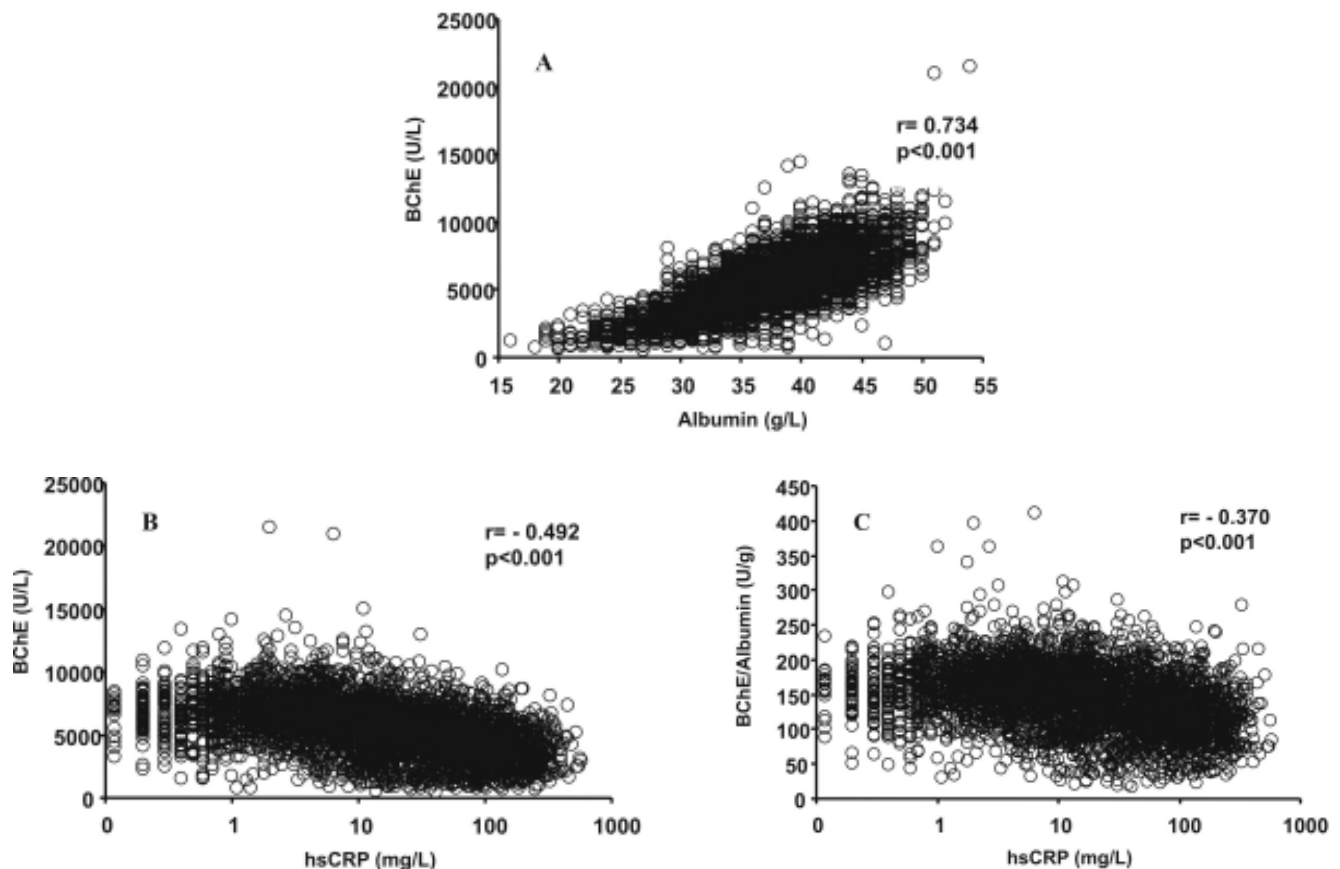 25000
20000
15000
10000
5000
0
BChE (U/L)
A
r= 0.734
p<0.001
15 20 25 30 35 40 45 50 55
Albumin (g/L)
25000
20000
15000
10000
5000
0
BChE (U/L)
B
r= - 0.492
p<0.001
0 1 10 100 1000
hsCRP (mg/L)
450
400
350
300
250
200
150
100
50
0
BChE/Albumin (U/g)
C
r= - 0.370
p<0.001
0 1 10 100 1000
hsCRP (mg/L)